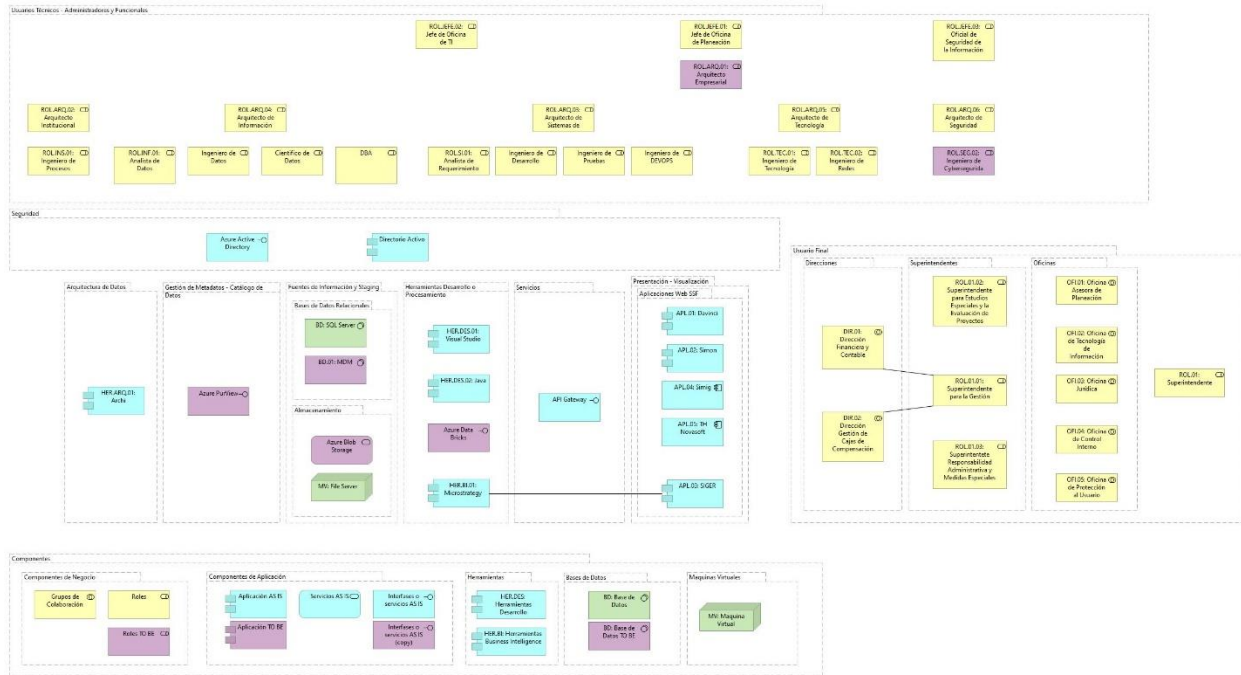 Usuarios Técnicos - Administradores y Funcionales
ROL.JEFE.02:
Jefe de Oficina
de TI
ROL.JEFE.01:
Jefe de Oficina
de Planeación
ROL.JEFE.03:
Oficial de
Seguridad de
la Información
ROL.ARQ.01:
Arquitecto
Empresarial
ROL.ARQ.02:
Arquitecto
Institucional
ROL.ARQ.04:
Arquitecto de
Información
ROL.ARQ.03:
Arquitecto de
Sistemas de
ROL.ARQ.05:
Arquitecto de
Tecnología
ROL.ARQ.06:
Arquitecto de
Seguridad
ROL.INS.01:
Ingeniero de
Procesos
ROL.INF.01:
Analista de
Datos
Ingeniero de
Datos
Científico de
Datos
DBA
ROL.SI.01:
Analista de
Requerimiento
Ingeniero de
Desarrollo
Ingeniero de
Pruebas
Ingeniero de
DEVOPS
ROL.TEC.01:
Ingeniero de
Tecnología
ROL.TEC.02:
Ingeniero de
Redes
ROL.SEG.02:
Ingeniero de
Cybersegurida
Seguridad
Azure Active
Directory
Directorio Activo
Arquitectura de Datos
HER.ARQ.01:
Archi
Gestión de Metadatos - Catálogo de
Datos
Azure Purview
Fuentes de Información y Staging
Bases de Datos Relacionales
BD: SQL Server
BD.01: MDM
Almacenamiento
Azure Blob
Storage
MV: File Server
Herramientas Desarrollo o
Procesamiento
HER.DES.01:
Visual Studio
HER.DES.02: Java
Azure Data
Bricks
HER.BI.01:
Microstrategy
Servicios
API Gateway
Presentación - Visualización
Aplicaciones Web SSF
APL.01: Davinci
APL.02: Simon
APL.04: Simig
APL.05: TH
Novasoft
APL.03: SIGER
Usuario Final
Direcciones
DIR.03:
Dirección
Financiera y
Contable
DIR.02:
Dirección
Gestión de
Cajas de
Compensación
Superintendentes
ROL.01.02:
Superintendente
para Estudios
Especiales y la
Evaluación de
Proyectos
ROL.01.01:
Superintendente
para la Gestión
ROL.01.03:
Superintentete
Responsabilidad
Administrativa y
Medidas Especiales
Oficinas
OFI.01: Oficina
Asesora de
Planeación
OFI.02: Oficina
de Tecnología
de
Información
OFI.03: Oficina
Jurídica
OFI.04: Oficina
de Control
Interno
OFI.05: Oficina
de Protección
al Usuario
ROL.01:
Superintendente
Componentes
Componentes de Negocio
Grupos de
Colaboración
Roles
Roles TO BE
Componentes de Aplicación
Aplicación AS IS
Servicios AS IS
Interfases o
servicios AS IS
Aplicación TO BE
Interfases o
servicios AS IS
(copy)
Herramientas
HER.DES:
Herramientas
Desarrollo
HER.BI: Herramientas
Business Intelligence
Bases de Datos
BD: Base de
Datos
BD: Base de
Datos TO BE
Maquinas Virtuales
MV: Maquina
Virtual